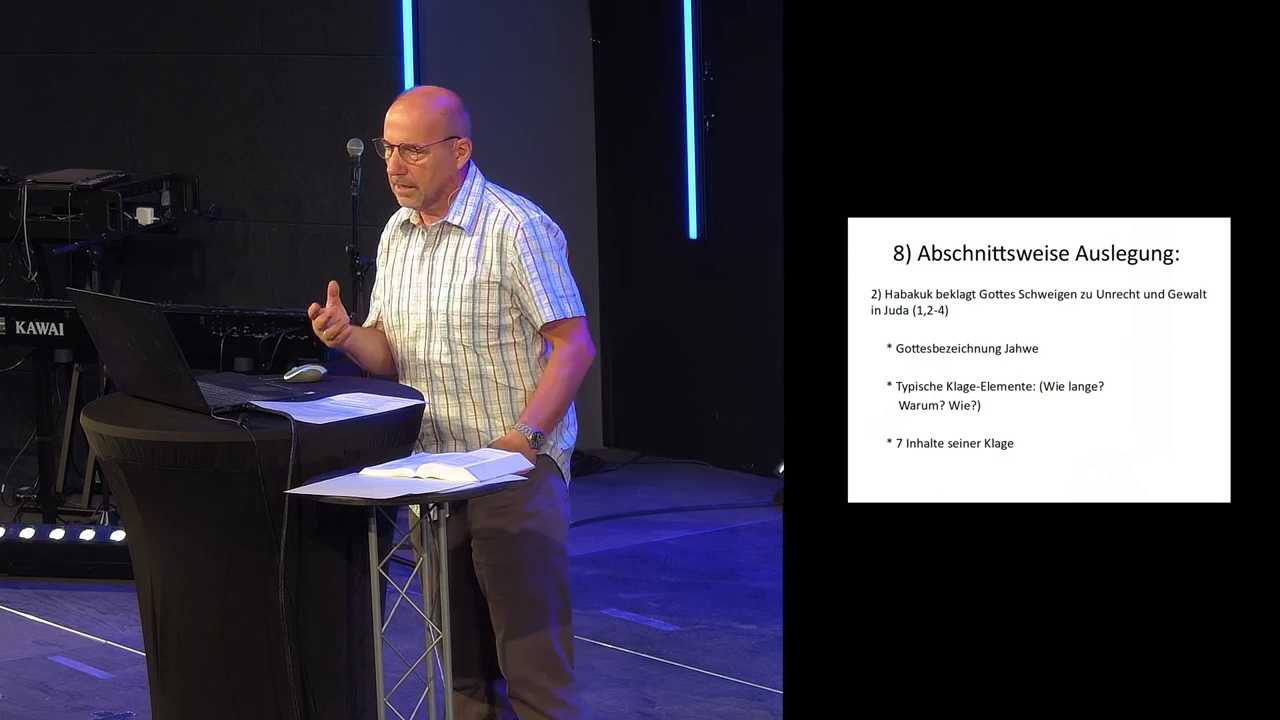 KAWAI
8) Abschnittsweise Auslegung:
2) Habakuk beklagt Gottes Schweigen zu Unrecht und Gewalt
in Juda (1,2-4)
* Gottesbezeichnung Jahwe
* Typische Klage-Elemente: (Wie lange?
Warum? Wie?)
* 7 Inhalte seiner Klage